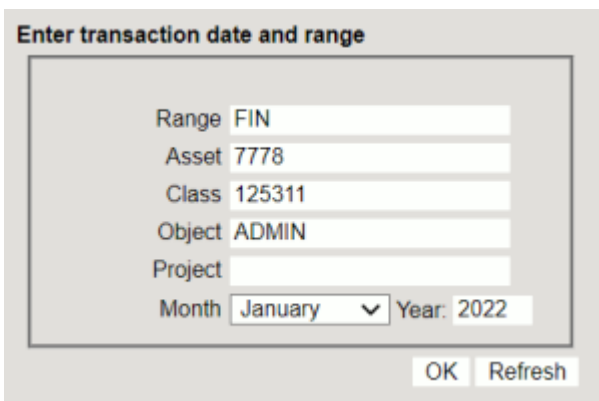 Enter transaction date and range
Range FIN
Asset 7778
Class 125311
Object ADMIN
Project
Month January Year: 2022
OK Refresh